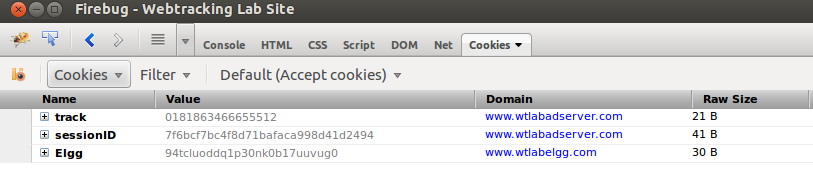 Firebug - Webtracking Lab Site
Console HTML CSS Script DOM Net Cookies
Cookies Filter Default (Accept cookies)
Name Value Domain Raw Size
track 0181863466655512 www.wtlabadserver.com 21 B
sessionID 7f6bcf7bc4f8d71bafaca998d41d2494 www.wtlabadserver.com 41 B
Elgg 94tcluoddq1p30nk0b17uuvug0 www.wtlabelgg.com 30 B